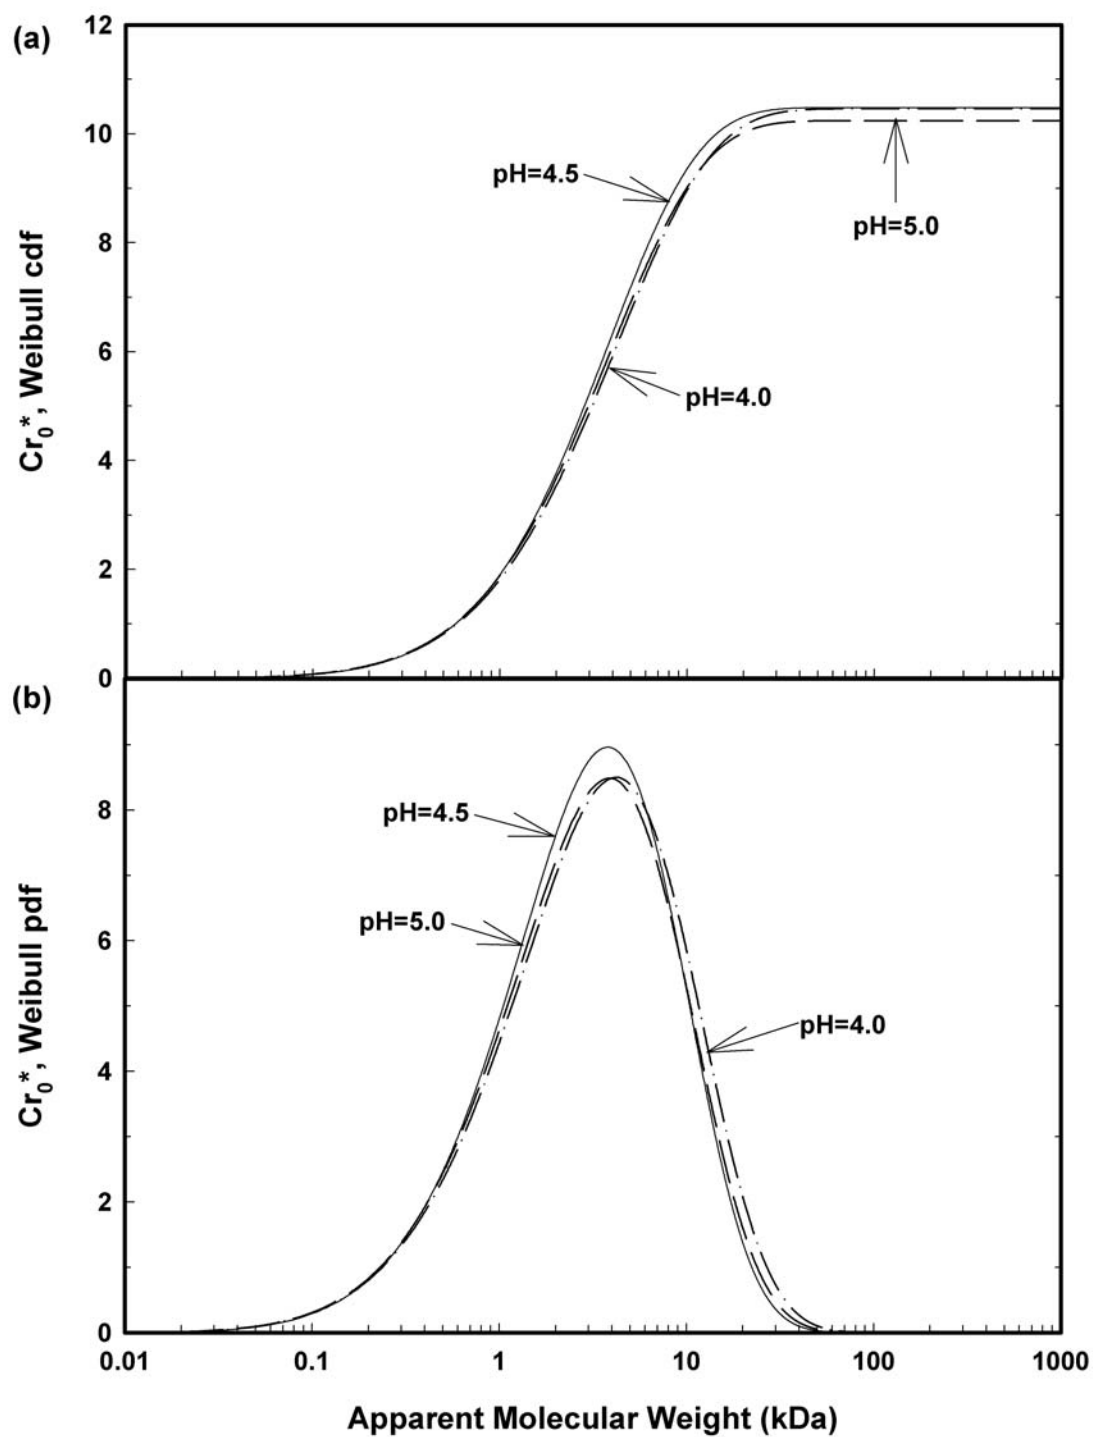 (a)
12
10
8
6
4
2
0
Cr₀*, Weibull cdf
pH=4.5
pH=5.0
pH=4.0
(b)
8
6
4
2
0
Cr₀*, Weibull pdf
pH=4.5
pH=5.0
pH=4.0
0.01 0.1 1 10 100 1000
Apparent Molecular Weight (kDa)